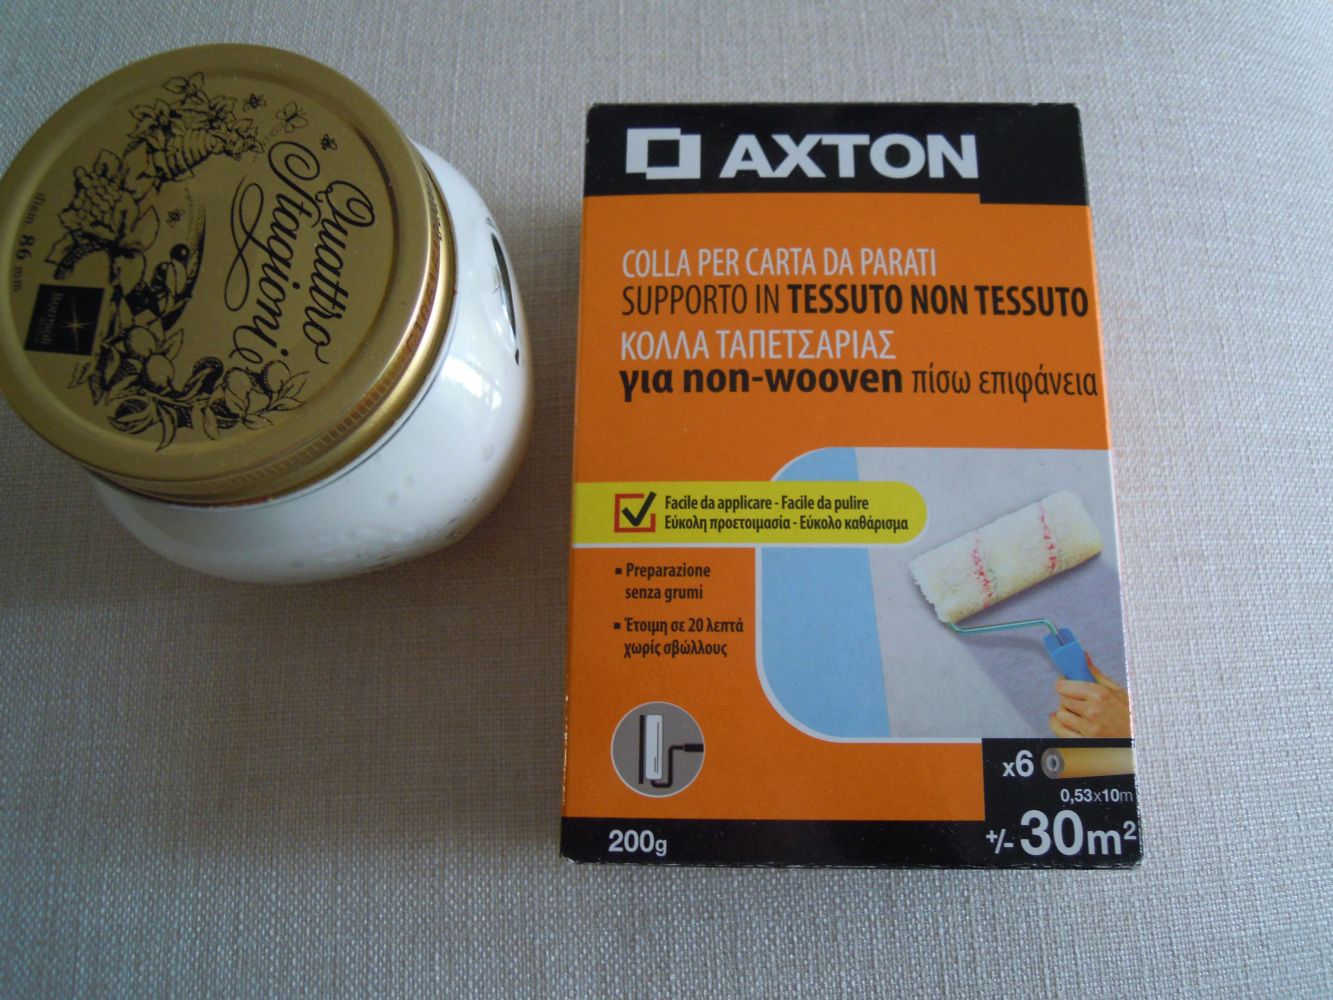 Quattro
Stagioni
diam 86 mm
Bormioli
AXTON
COLLA PER CARTA DA PARATI
SUPPORTO IN TESSUTO NON TESSUTO
ΚΟΛΛΑ ΤΑΠΕΤΣΑΡΙΑΣ
για non-wooven πίσω επιφάνεια
Facile da applicare - Facile da pulire
Εύκολη προετοιμασία - Εύκολο καθάρισμα
▪ Preparazione
senza grumi
▪ Έτοιμη σε 20 λεπτά
χωρίς σβώλλους
x6
0,53x10m
200g
+/- 30m²